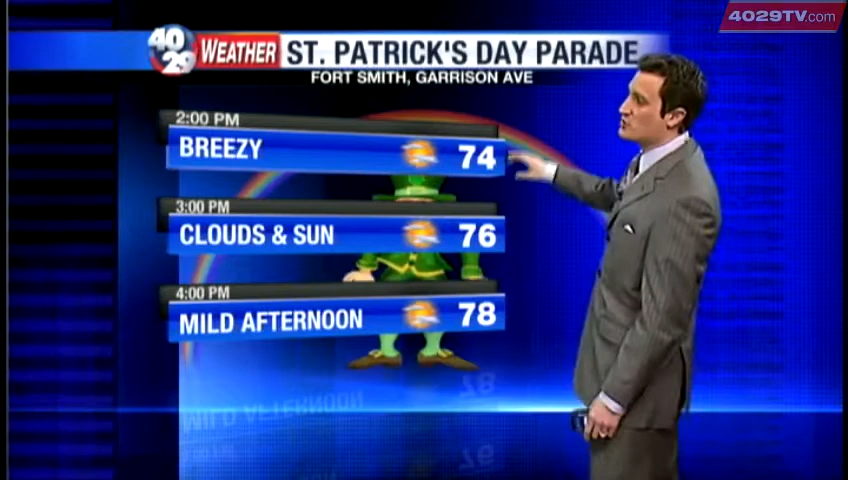 4029TV.com
40
29
WEATHER
ST. PATRICK'S DAY PARADE
FORT SMITH, GARRISON AVE
2:00 PM
BREEZY 74
3:00 PM
CLOUDS & SUN 76
4:00 PM
MILD AFTERNOON 78